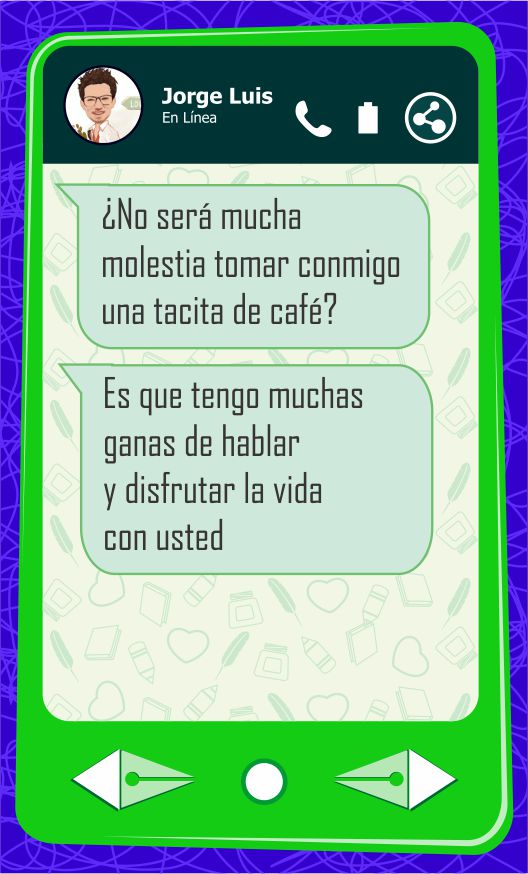 Jorge Luis
En Línea
¿No será mucha
molestia tomar conmigo
una tacita de café?
Es que tengo muchas
ganas de hablar
y disfrutar la vida
con usted